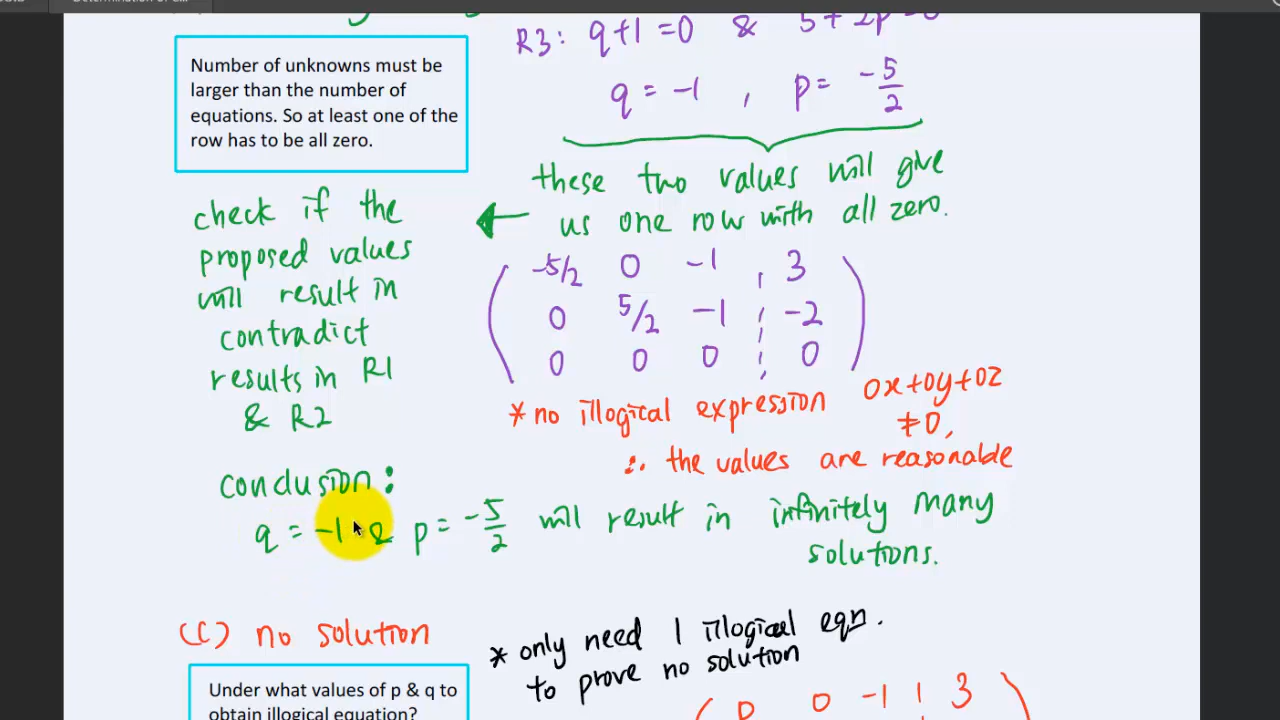 R3: q+1 =0 & 5+2p=0
q = -1 , p = -5/2
Number of unknowns must be
larger than the number of
equations. So at least one of the
row has to be all zero.
these two values will give
us one row with all zero.
check if the
proposed values
will result in
contradict
results in R1
& R2
-5/2 0 -1 ¦ 3
0 5/2 -1 ¦ -2
0 0 0 ¦ 0
* no illogical expression 0x+0y+0z
≠0,
∴ the values are reasonable
Conclusion:
q = -1 & p = -5/2 will result in infinitely many
solutions.
(C) no solution
* only need 1 illogical eqn.
to prove no solution
Under what values of p & q to
obtain illogical equation?
0 0 -1 ¦ 3